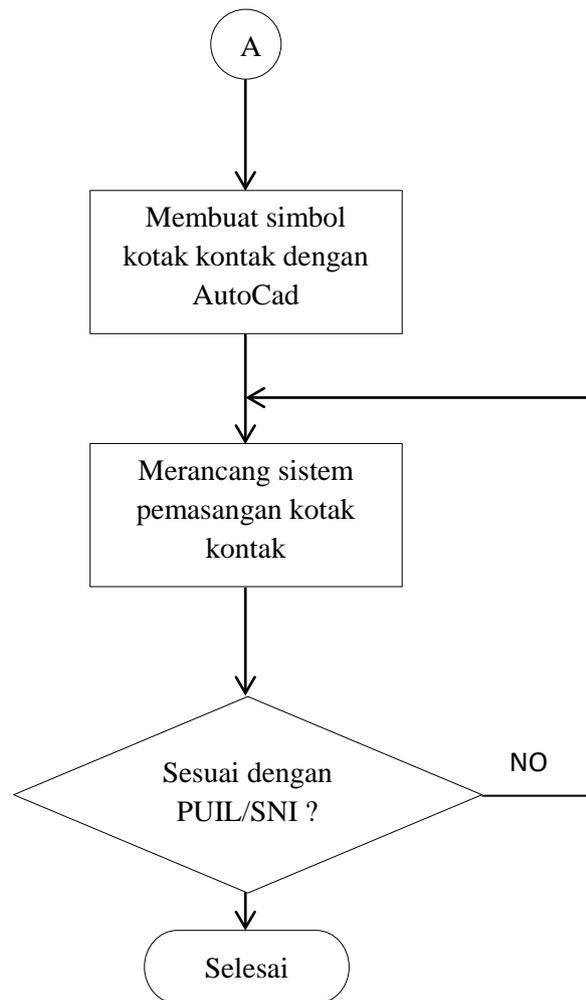 A
Membuat simbol
kotak kontak dengan
AutoCad
Merancang sistem
pemasangan kotak
kontak
Sesuai dengan
PUIL/SNI ?
NO
Selesai